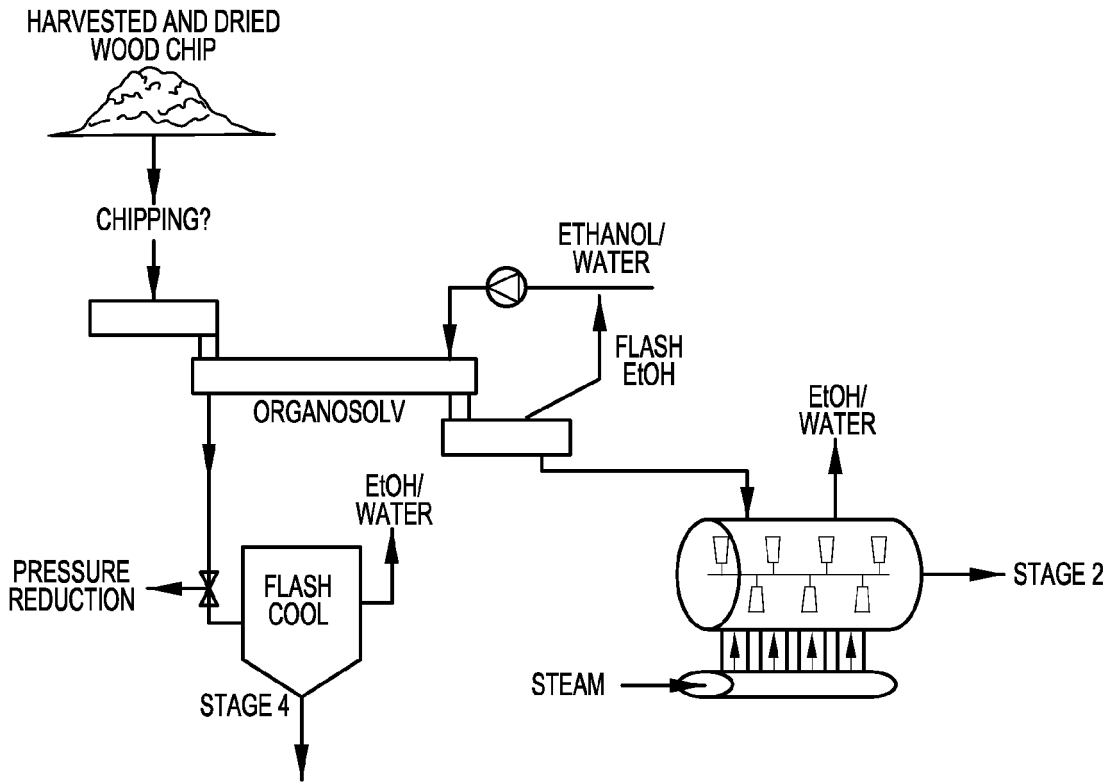 HARVESTED AND DRIED
WOOD CHIP
CHIPPING?
ETHANOL/
WATER
FLASH
EtOH
ORGANOSOLV
EtOH/
WATER
EtOH/
WATER
PRESSURE
REDUCTION
FLASH
COOL
STAGE 2
STEAM
STAGE 4